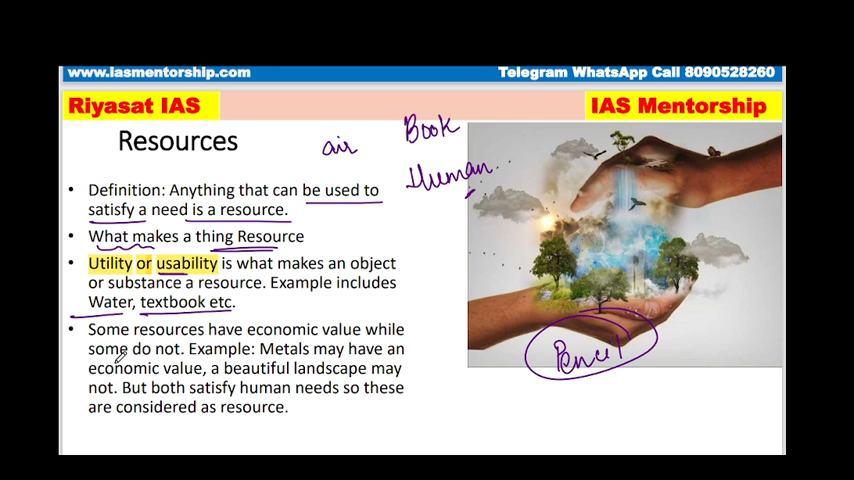 www.iasmentorship.com
Telegram WhatsApp Call 8090528260
Riyasat IAS
IAS Mentorship
Resources
air
Book
Human...
• Definition: Anything that can be used to
satisfy a need is a resource.
• What makes a thing Resource
• Utility or usability is what makes an object
or substance a resource. Example includes
Water, textbook etc.
• Some resources have economic value while
some do not. Example: Metals may have an
economic value, a beautiful landscape may
not. But both satisfy human needs so these
are considered as resource.
Pencil